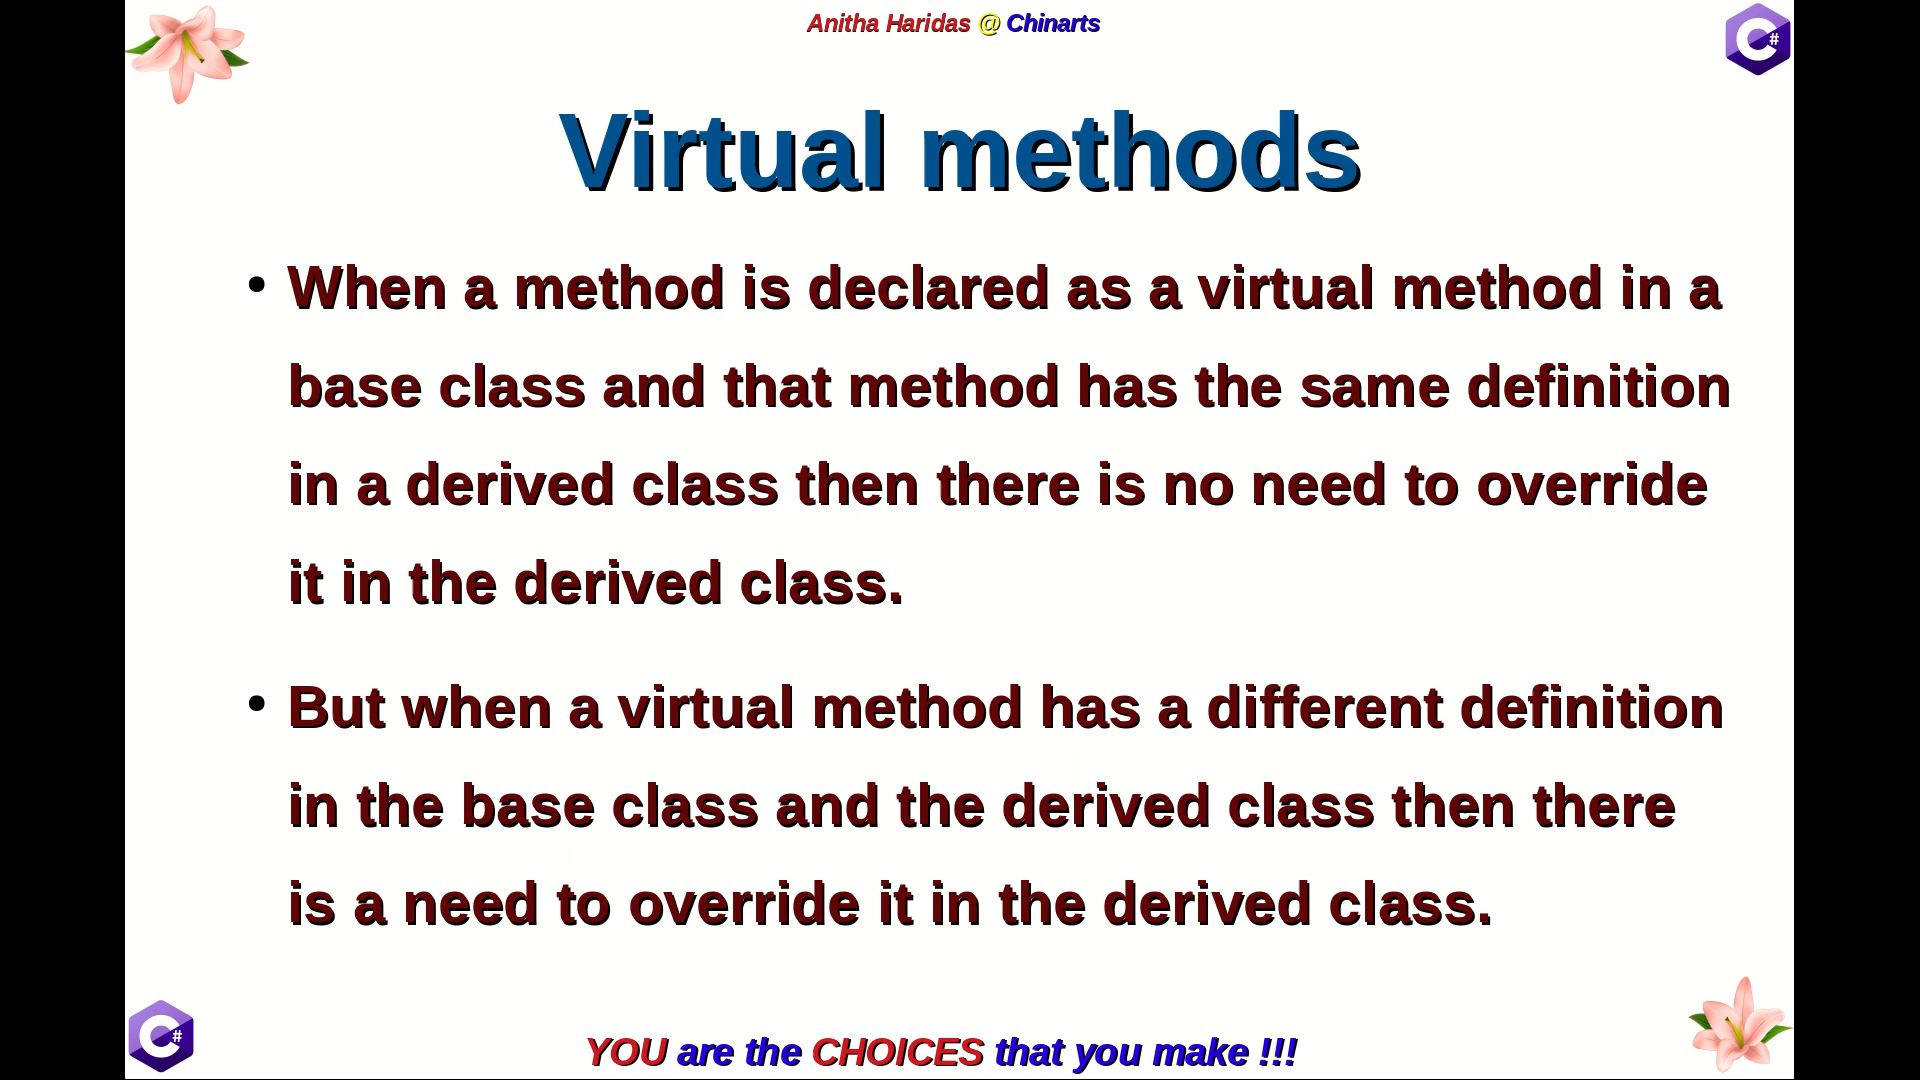 Anitha Haridas @ Chinarts
C#
Virtual methods
• When a method is declared as a virtual method in a
base class and that method has the same definition
in a derived class then there is no need to override
it in the derived class.
• But when a virtual method has a different definition
in the base class and the derived class then there
is a need to override it in the derived class.
C#
YOU are the CHOICES that you make !!!